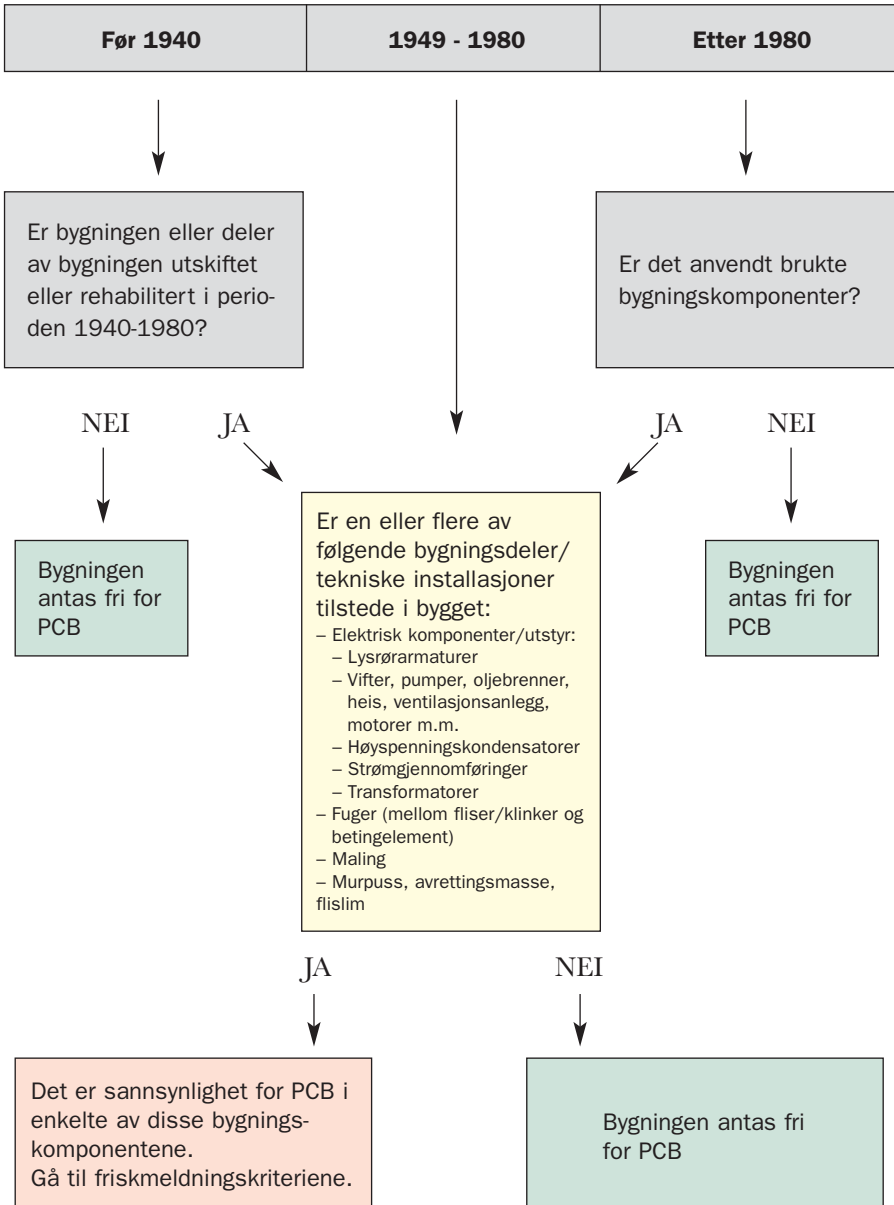 Før 1940
1949 - 1980
Etter 1980
Er bygningen eller deler
av bygningen utskiftet
eller rehabilitert i perio-
den 1940-1980?
Er det anvendt brukte
bygningskomponenter?
NEI
JA
JA
NEI
Bygningen
antas fri for
PCB
Er en eller flere av
følgende bygningsdeler/
tekniske installasjoner
tilstede i bygget:
– Elektrisk komponenter/utstyr:
– Lysrørarmaturer
– Vifter, pumper, oljebrenner,
heis, ventilasjonsanlegg,
motorer m.m.
– Høyspenningskondensatorer
– Strømgjennomføringer
– Transformatorer
– Fuger (mellom fliser/klinker og
betingelement)
– Maling
– Murpuss, avrettingsmasse,
flislim
Bygningen
antas fri for
PCB
JA
NEI
Det er sannsynlighet for PCB i
enkelte av disse bygnings-
komponentene.
Gå til friskmeldningskriteriene.
Bygningen antas fri
for PCB